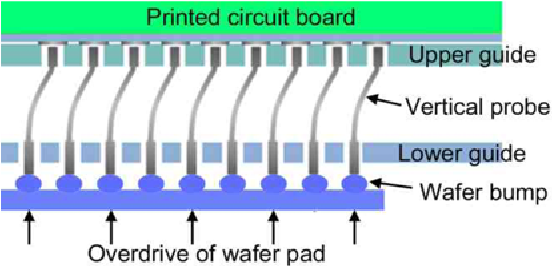 Printed circuit board
Upper guide
Vertical probe
Lower guide
Wafer bump
Overdrive of wafer pad